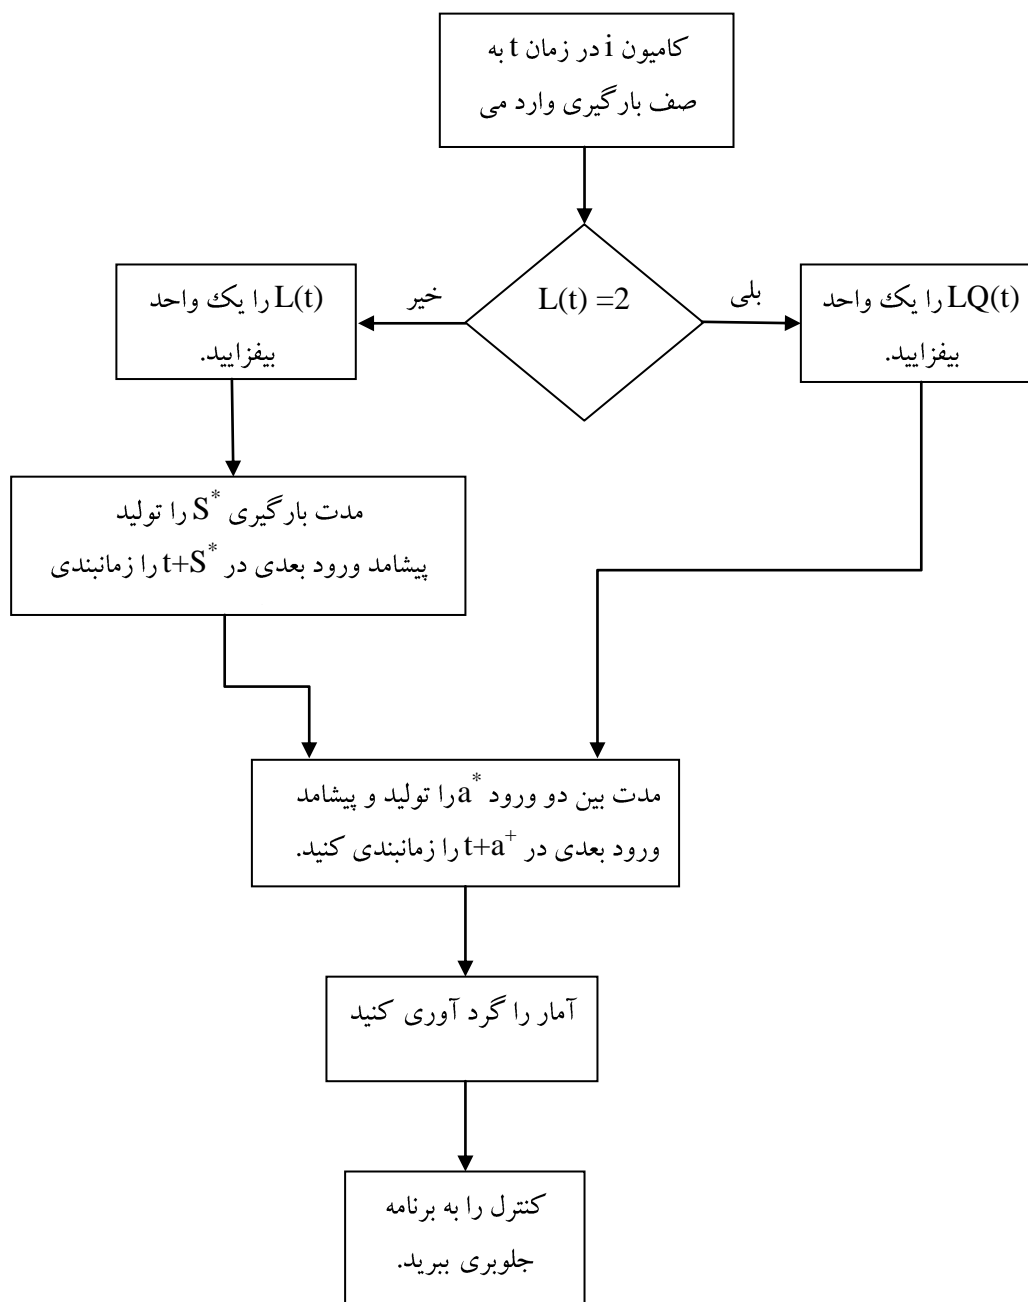 کامیون i در زمان t به
صف بارگیری وارد می
L(t) =2
بلی
خیر
LQ(t) را یک واحد
بیفزایید.
L(t) را یک واحد
بیفزایید.
مدت بارگیری S* را تولید
پیشامد ورود بعدی در t+S* را زمانبندی
مدت بین دو ورود a* را تولید و پیشامد
ورود بعدی در t+a+ را زمانبندی کنید.
آمار را گرد آوری کنید
کنترل را به برنامه
جلوبری ببرید.